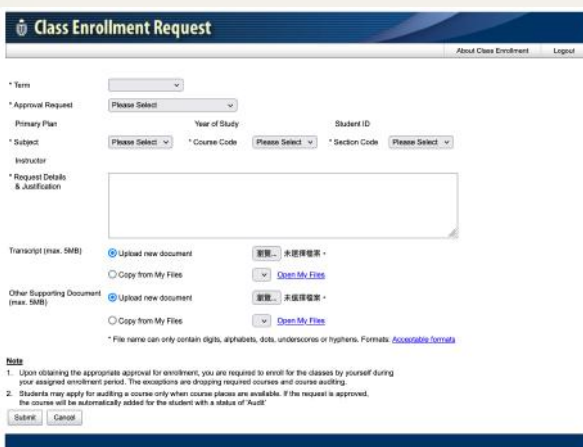 Class Enrollment Request
About Class Enrollment Logout
* Term
* Approval Request Please Select
Primary Plan Year of Study Student ID
* Subject Please Select * Course Code Please Select * Section Code Please Select
Instructor
* Request Details
& Justification
Transcript (max. 5MB) Upload new document 瀏覽... 未選擇檔案。
Copy from My Files Open My Files
Other Supporting Document
(max. 5MB) Upload new document 瀏覽... 未選擇檔案。
Copy from My Files Open My Files
* File name can only contain digits, alphabets, dots, underscores or hyphens. Formats: Acceptable formats
Note
1. Upon obtaining the appropriate approval for enrollment, you are required to enroll for the classes by yourself during
your assigned enrollment period. The exceptions are dropping required courses and course auditing.
2. Students may apply for auditing a course only when course places are available. If the request is approved,
the course will be automatically added for the student with a status of 'Audit'
Submit Cancel